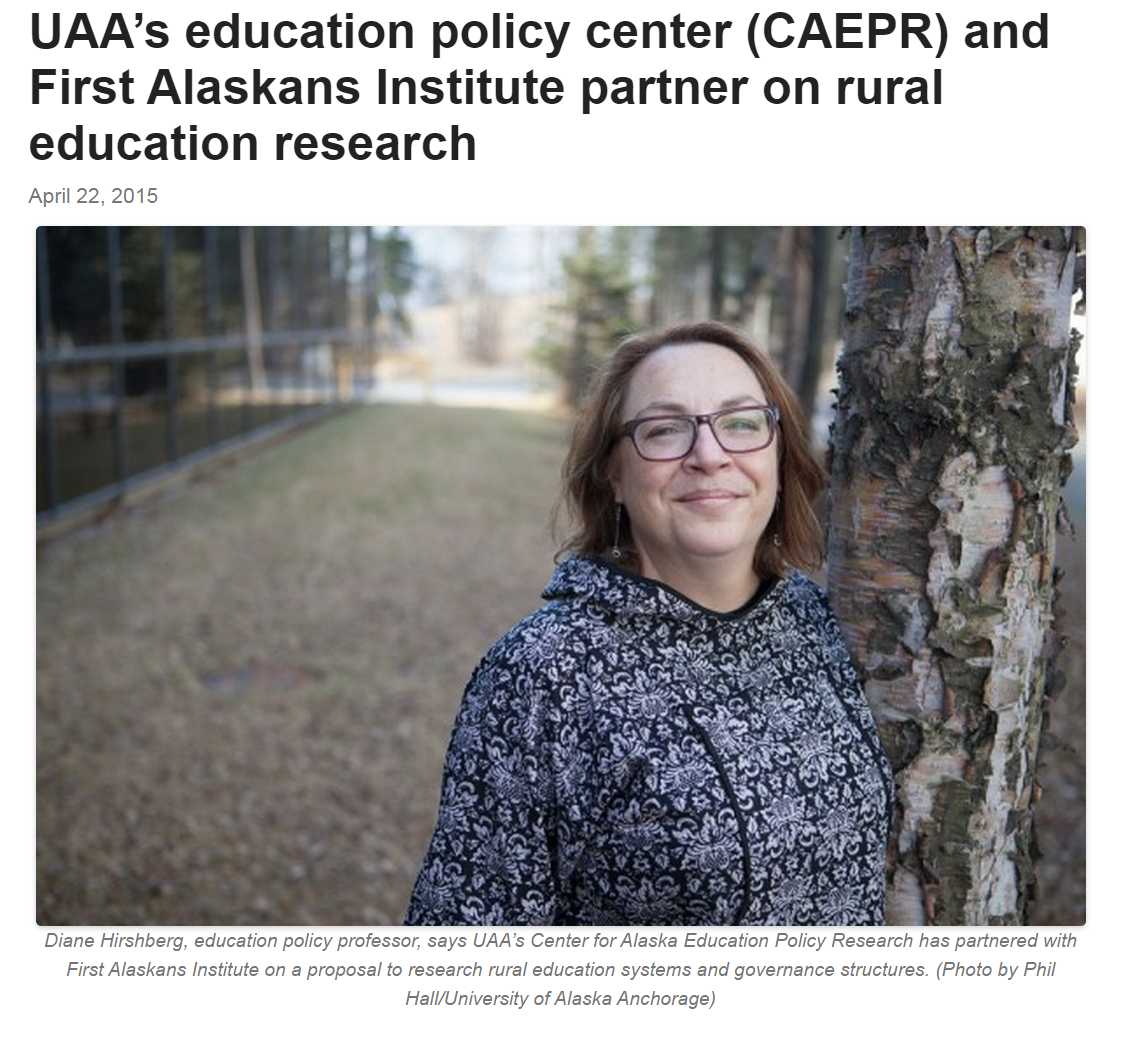 UAA’s education policy center (CAEPR) and
First Alaskans Institute partner on rural
education research
April 22, 2015
Diane Hirshberg, education policy professor, says UAA’s Center for Alaska Education Policy Research has partnered with
First Alaskans Institute on a proposal to research rural education systems and governance structures. (Photo by Phil
Hall/University of Alaska Anchorage)